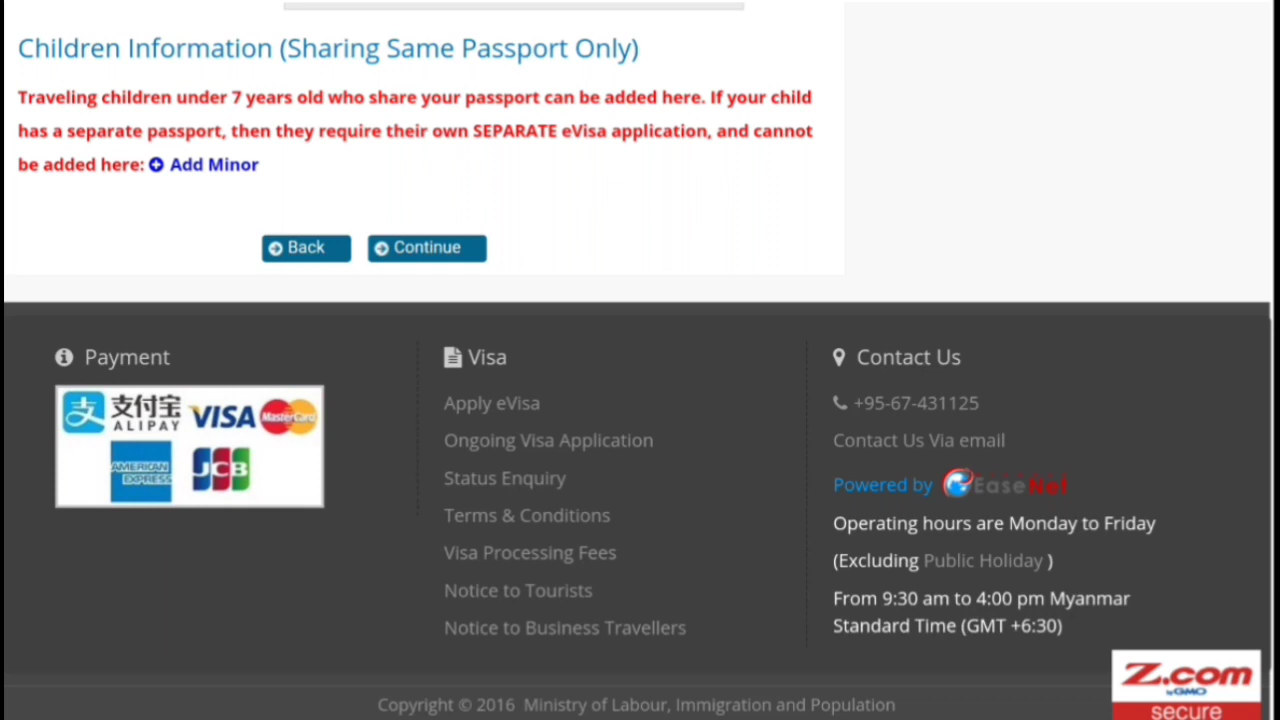 Children Information (Sharing Same Passport Only)
Traveling children under 7 years old who share your passport can be added here. If your child
has a separate passport, then they require their own SEPARATE eVisa application, and cannot
be added here: Add Minor
Back Continue
Payment
支付宝
ALIPAY
VISA
MasterCard
AMERICAN
EXPRESS
JCB
Visa
Apply eVisa
Ongoing Visa Application
Status Enquiry
Terms & Conditions
Visa Processing Fees
Notice to Tourists
Notice to Business Travellers
Contact Us
+95-67-431125
Contact Us Via email
Powered by EaseNet
Operating hours are Monday to Friday
(Excluding Public Holiday )
From 9:30 am to 4:00 pm Myanmar
Standard Time (GMT +6:30)
Z.com
by GMO
secure
Copyright © 2016 Ministry of Labour, Immigration and Population